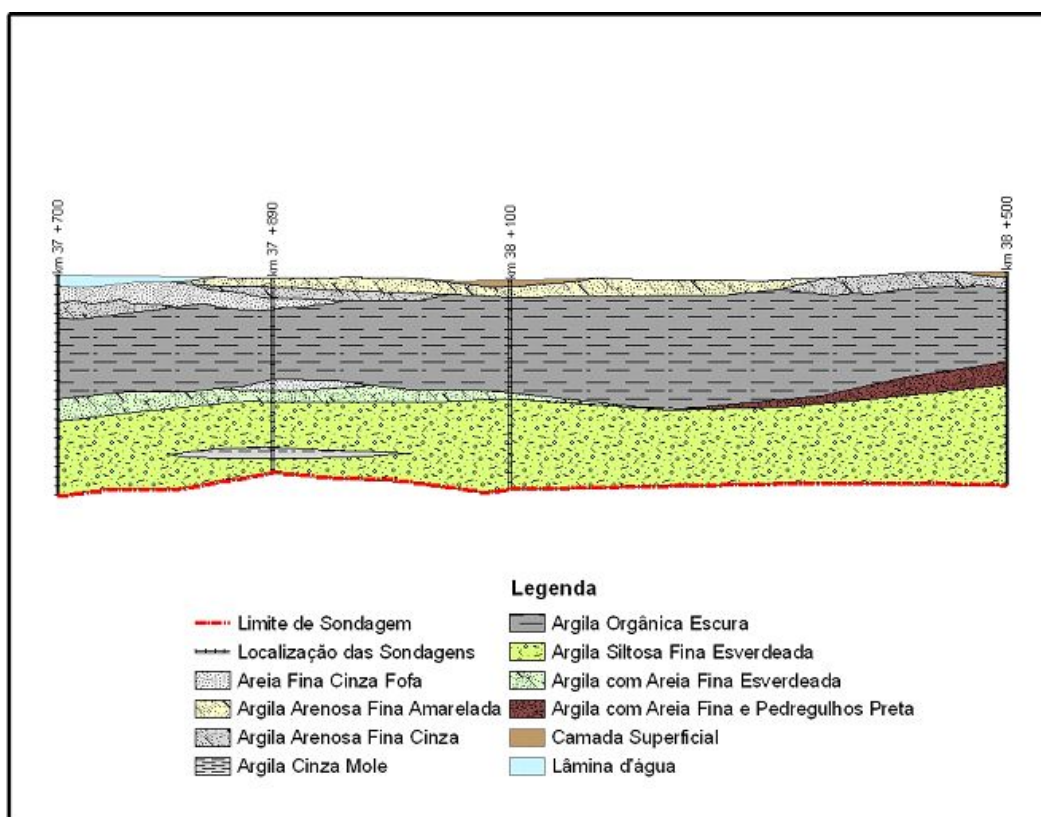 km 37 +700
km 37 +890
km 38 +100
km 38 +500
Legenda
Limite de Sondagem
Localização das Sondagens
Areia Fina Cinza Fofa
Argila Arenosa Fina Amarelada
Argila Arenosa Fina Cinza
Argila Cinza Mole
Argila Orgânica Escura
Argila Siltosa Fina Esverdeada
Argila com Areia Fina Esverdeada
Argila com Areia Fina e Pedregulhos Preta
Camada Superficial
Lâmina d'água